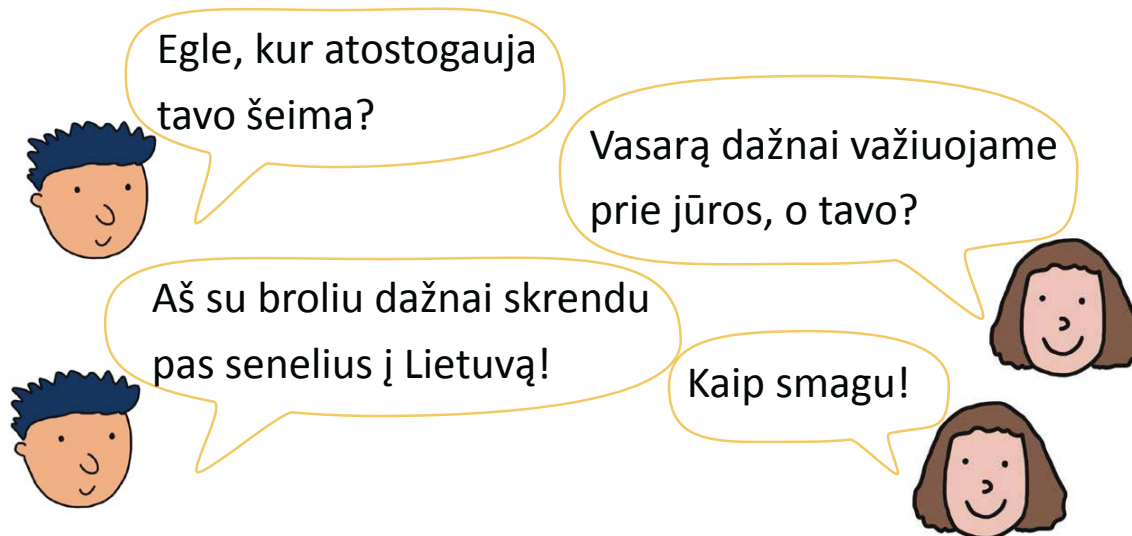 Egle, kur atostogauja
tavo šeima?
Vasarą dažnai važiuojame
prie jūros, o tavo?
Aš su broliu dažnai skrendu
pas senelius į Lietuvą!
Kaip smagu!